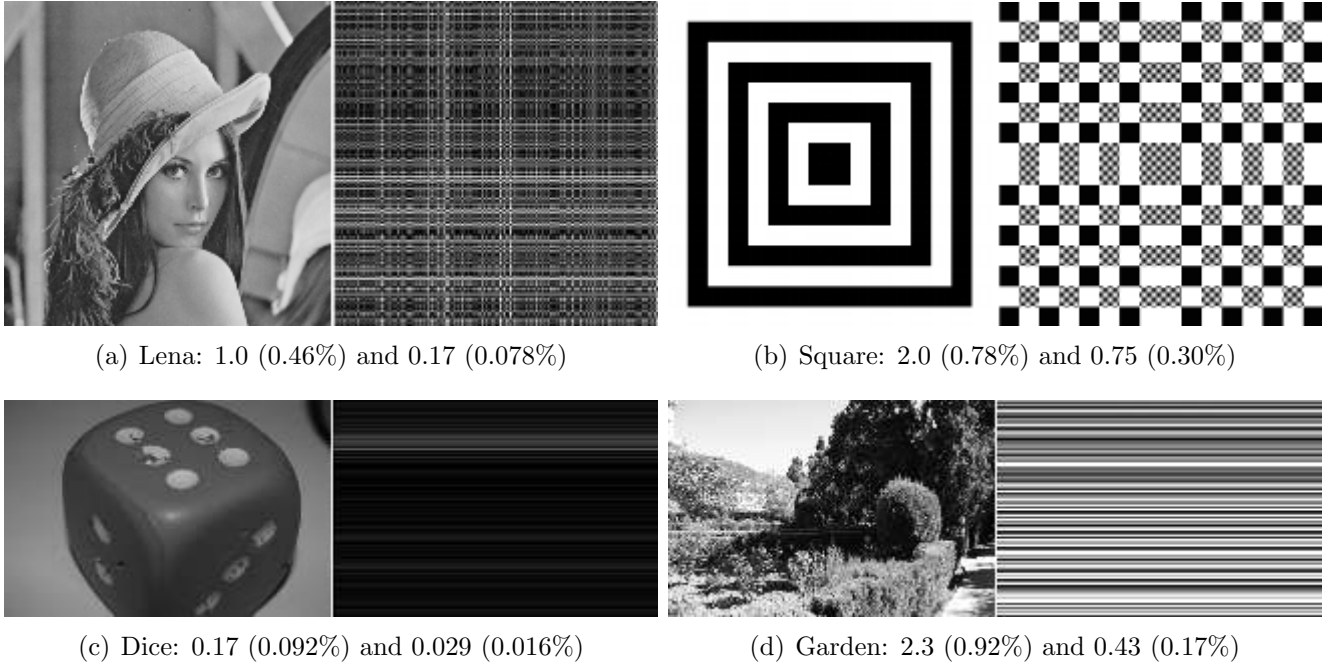 (a) Lena: 1.0 (0.46%) and 0.17 (0.078%)
(b) Square: 2.0 (0.78%) and 0.75 (0.30%)
(c) Dice: 0.17 (0.092%) and 0.029 (0.016%)
(d) Garden: 2.3 (0.92%) and 0.43 (0.17%)